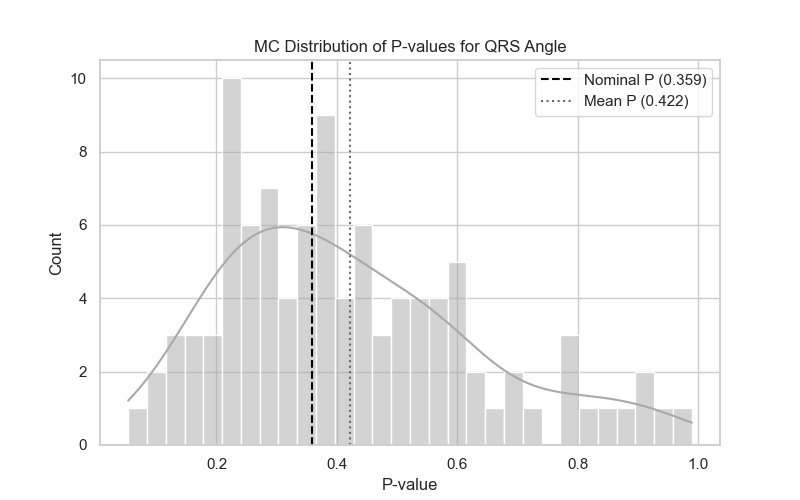 MC Distribution of P-values for QRS Angle
Nominal P (0.359)
Mean P (0.422)
10
8
6
4
2
0
Count
0.2
0.4
0.6
0.8
1.0
P-value